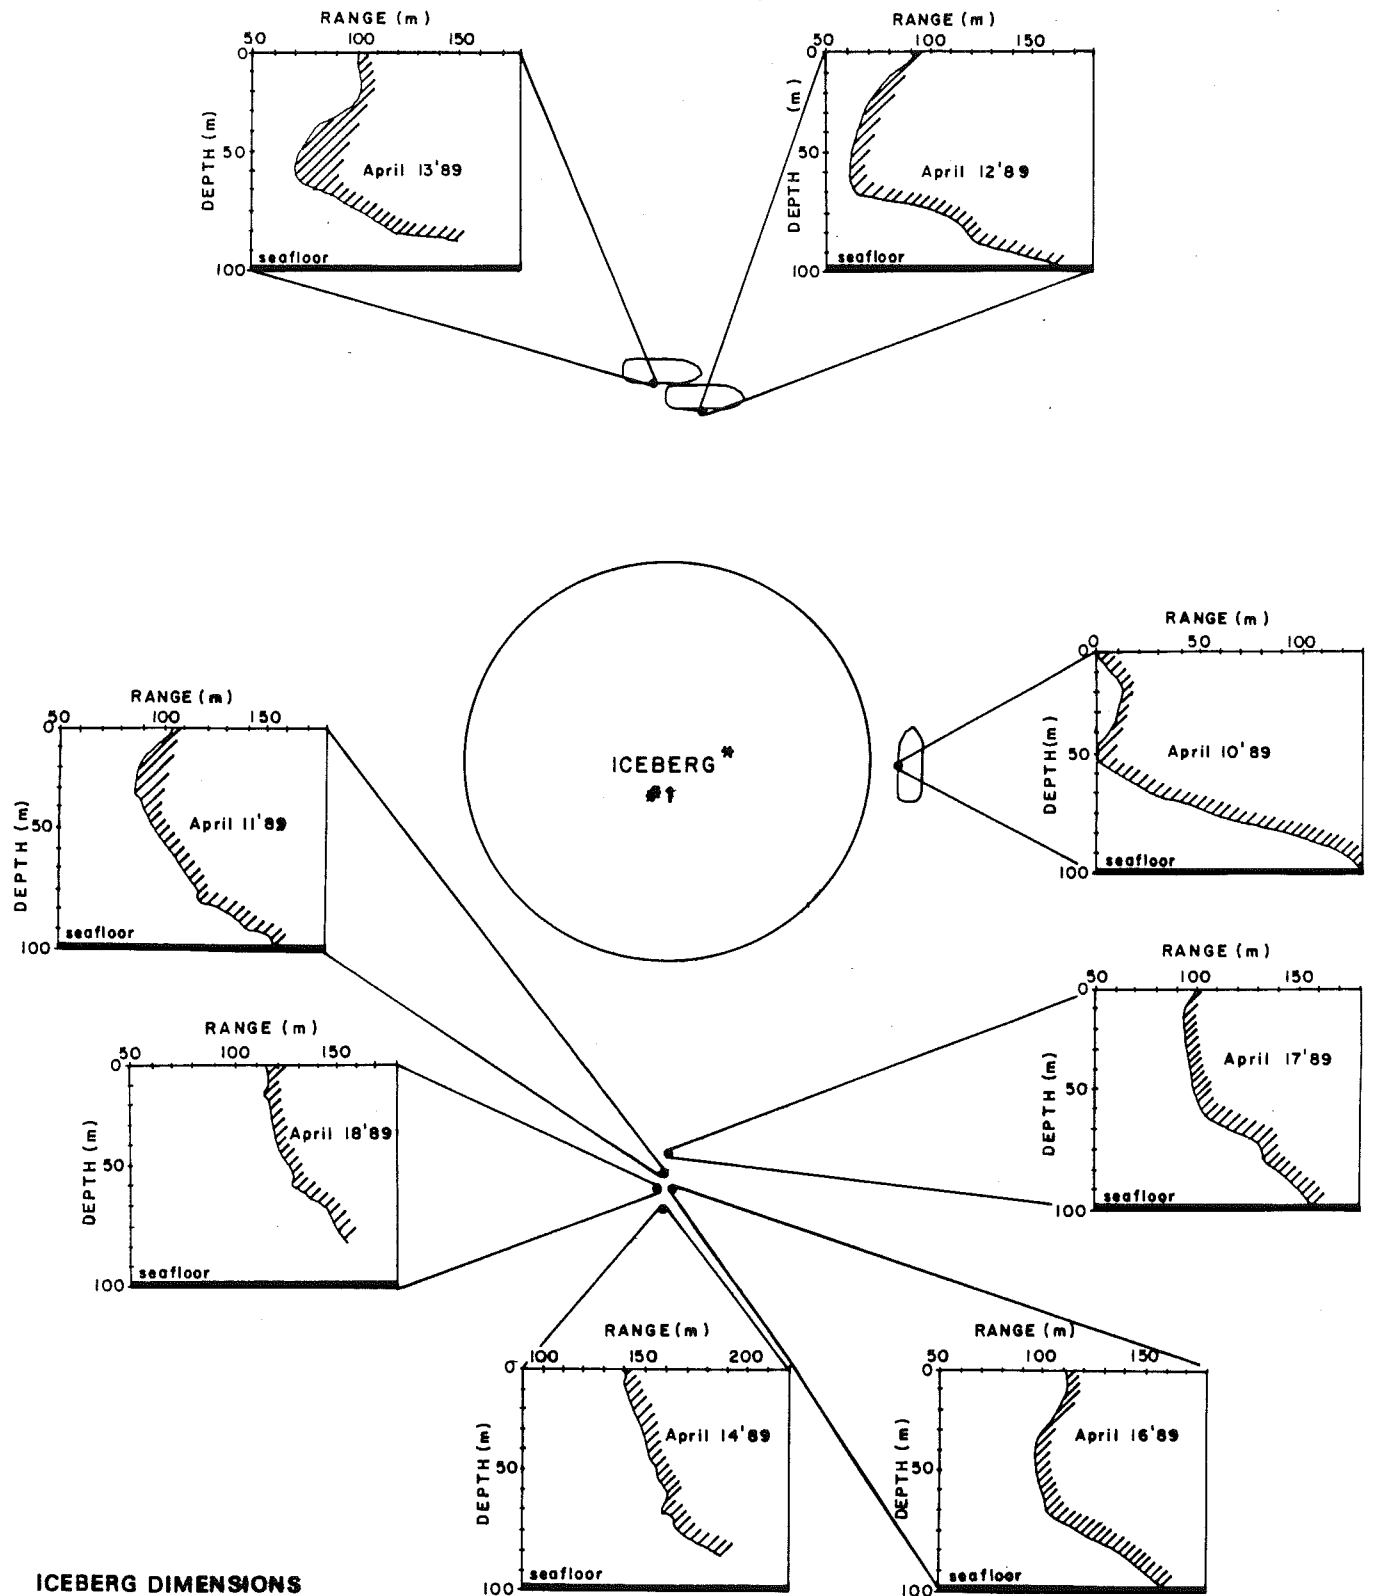 RANGE (m)
50 100 150
0
50
100
DEPTH (m)
April 13'89
seafloor
RANGE (m)
50 100 150
0
50
100
DEPTH (m)
April 12'89
seafloor
RANGE (m)
0 50 100
0
50
100
DEPTH(m)
April 10'89
seafloor
ICEBERG *
#1
RANGE (m)
50 100 150
0
50
100
DEPTH (m)
April 11'89
seafloor
RANGE (m)
50 100 150
0
50
100
DEPTH (m)
April 17'89
seafloor
RANGE (m)
50 100 150
0
50
100
DEPTH (m)
April 18'89
seafloor
RANGE (m)
100 150 200
0
50
100
DEPTH (m)
April 14'89
seafloor
RANGE (m)
50 100 150
0
50
100
DEPTH (m)
April 16'89
seafloor
ICEBERG DIMENSIONS